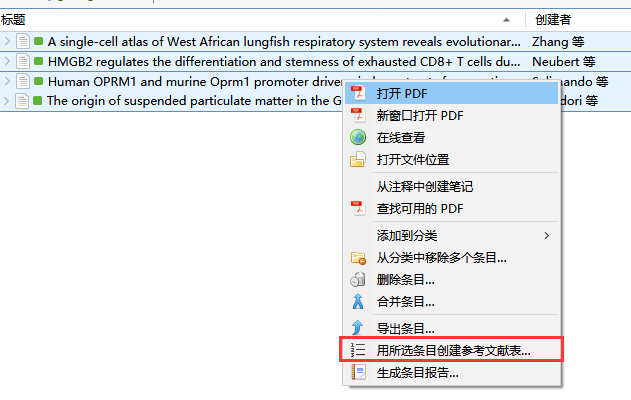 标题 创建者
A single-cell atlas of West African lungfish respiratory system reveals evolutionar... Zhang 等
HMGB2 regulates the differentiation and stemness of exhausted CD8+ T cells du... Neubert 等
Human OPRM1 and murine Oprm1 promoter driven 等
The origin of suspended particulate matter in the G dori 等
打开 PDF
新窗口打开 PDF
在线查看
打开文件位置
从注释中创建笔记
查找可用的 PDF
添加到分类
从分类中移除多个条目...
删除条目...
合并条目...
导出条目...
用所选条目创建参考文献表...
生成条目报告...